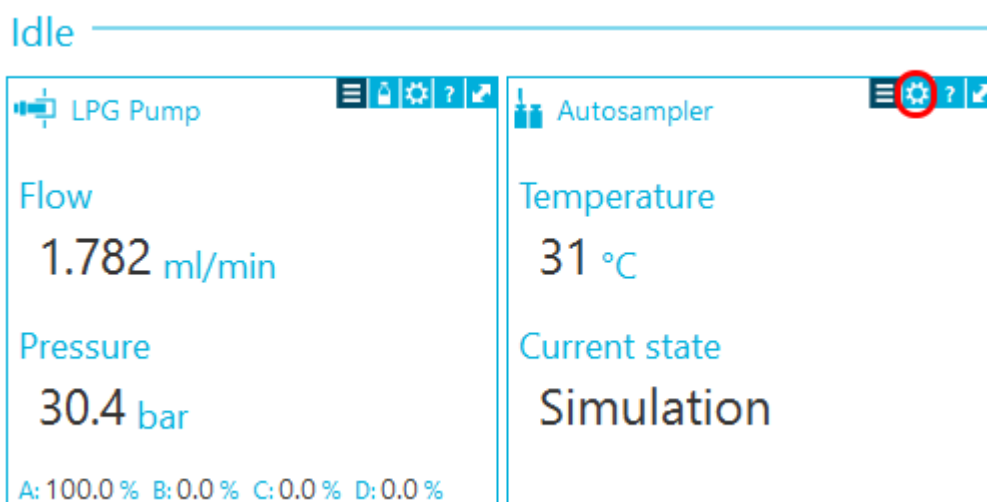 Idle
LPG Pump
?
Flow
1.782 ml/min
Pressure
30.4 bar
A: 100.0 % B: 0.0 % C: 0.0 % D: 0.0 %
Autosampler
?
Temperature
31 °C
Current state
Simulation